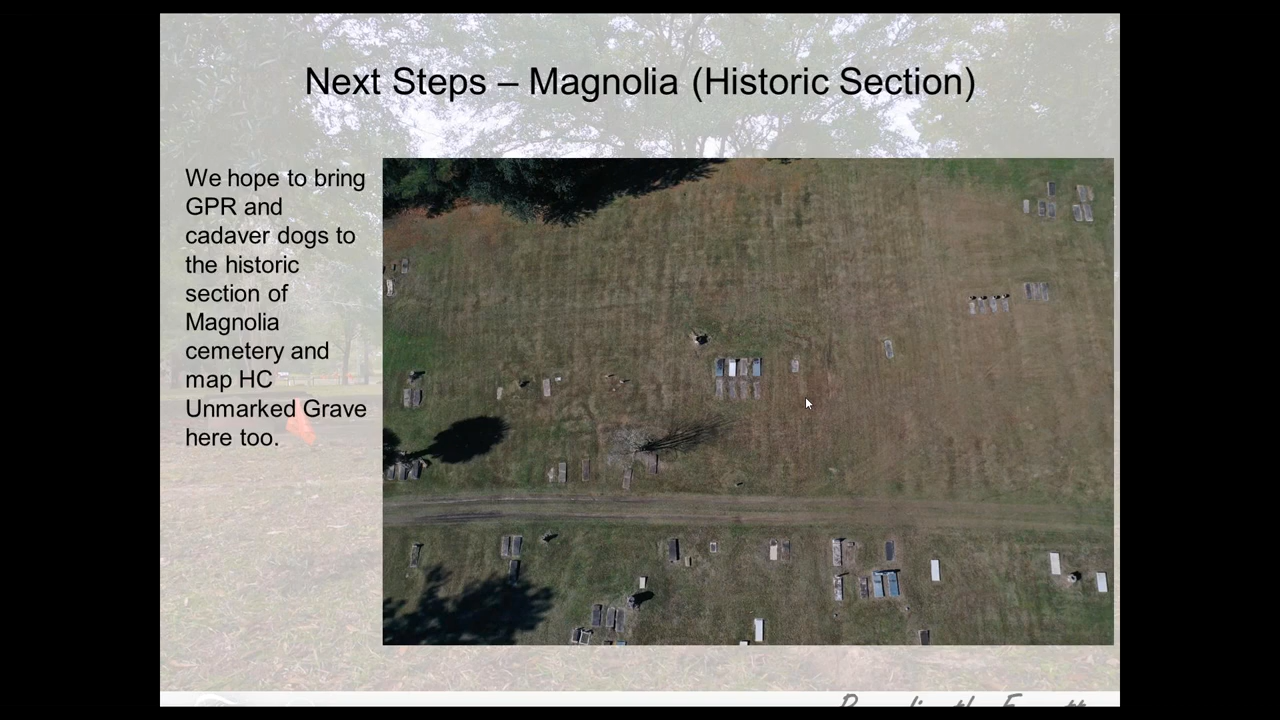 Next Steps – Magnolia (Historic Section)
We hope to bring
GPR and
cadaver dogs to
the historic
section of
Magnolia
cemetery and
map HC
Unmarked Grave
here too.